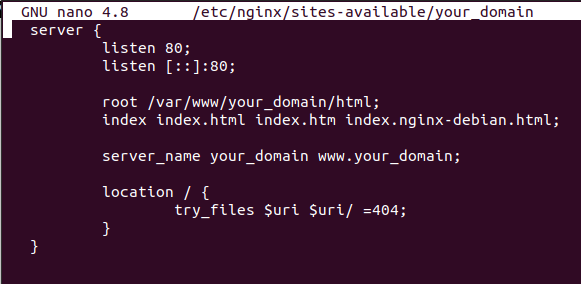 GNU nano 4.8 /etc/nginx/sites-available/your_domain
server {
listen 80;
listen [::]:80;
root /var/www/your_domain/html;
index index.html index.htm index.nginx-debian.html;
server_name your_domain www.your_domain;
location / {
try_files $uri $uri/ =404;
}
}